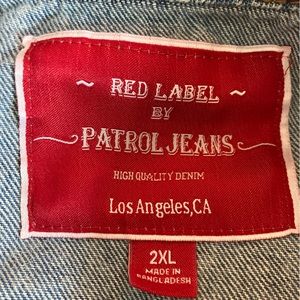 ~ RED LABEL ~
BY
PATROL JEANS
HIGH QUALITY DENIM
Los Angeles,CA
2XL
MADE IN
BANGLADESH